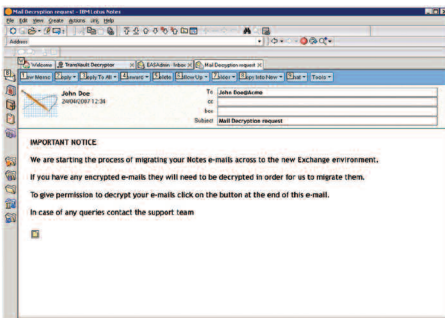 Mail Decryption request - IBM Lotus Notes
File Edit View Create Actions Help
Address
Welcome TransVault Decryptor EASAdmin - Inbox Mail Decryption request
New Memo Reply Reply To All Forward Delete Follow Up Folder Copy Into New Chat Tools
John Doe
24/04/2007 12:34
To John Doe@Acme
cc
bcc
Subject Mail Decryption request
IMPORTANT NOTICE
We are starting the process of migrating your Notes e-mails across to the new Exchange environment.
If you have any encrypted e-mails they will need to be decrypted in order for us to migrate them.
To give permission to decrypt your e-mails click on the button at the end of this e-mail.
In case of any queries contact the support team